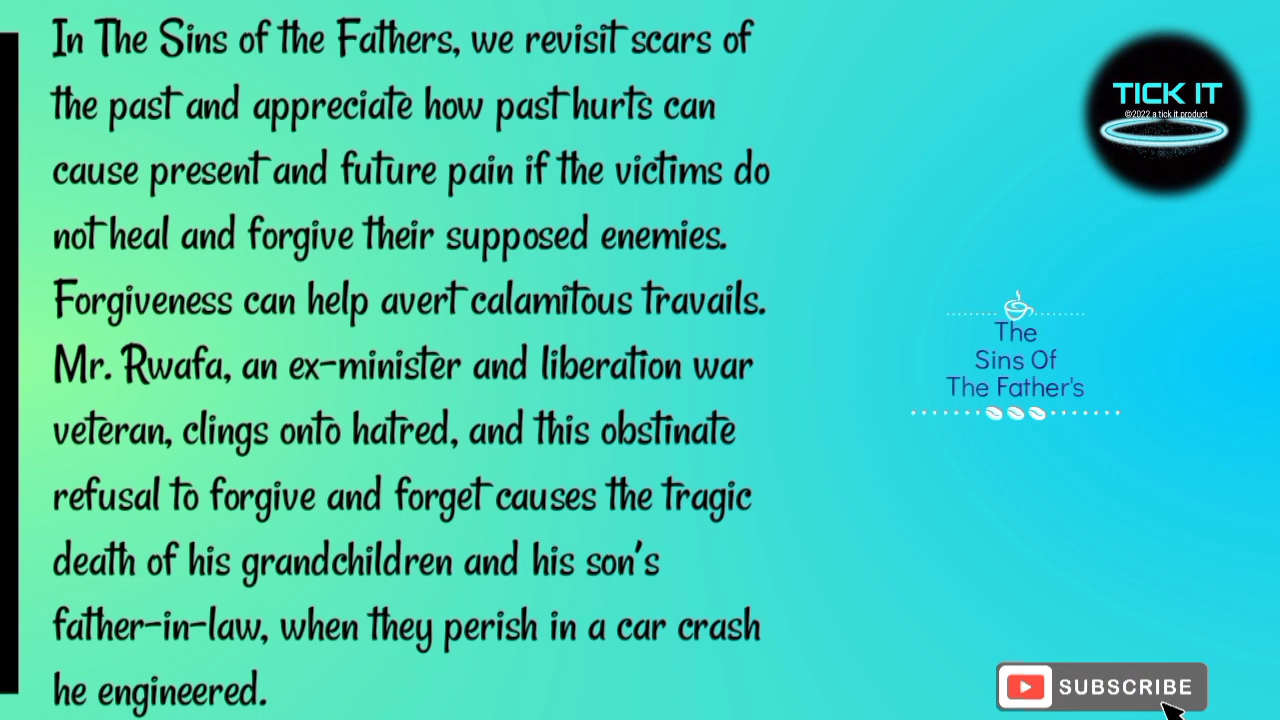 In The Sins of the Fathers, we revisit scars of
the past and appreciate how past hurts can
cause present and future pain if the victims do
not heal and forgive their supposed enemies.
Forgiveness can help avert calamitous travails.
Mr. Rwafa, an ex-minister and liberation war
veteran, clings onto hatred, and this obstinate
refusal to forgive and forget causes the tragic
death of his grandchildren and his son's
father-in-law, when they perish in a car crash
he engineered.
TICK IT
©2022 a tick it product
The
Sins Of
The Father's
SUBSCRIBE